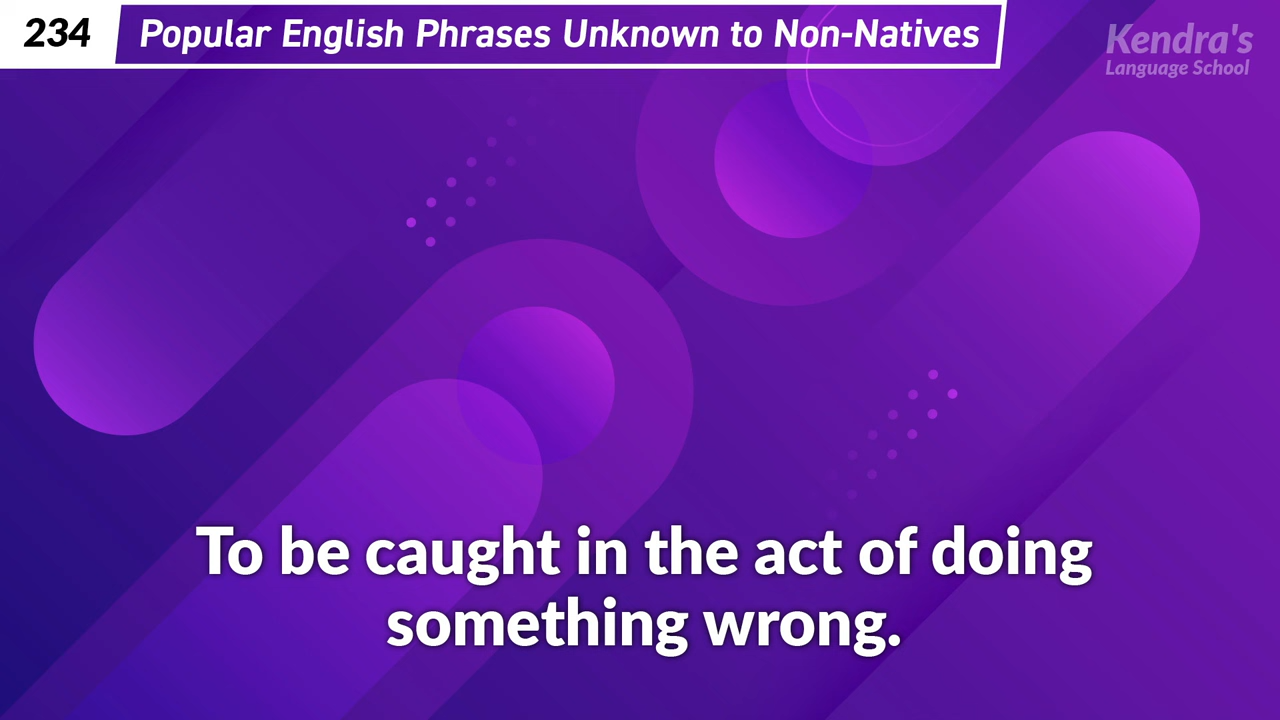 234 Popular English Phrases Unknown to Non-Natives
Kendra's
Language School
To be caught in the act of doing
something wrong.